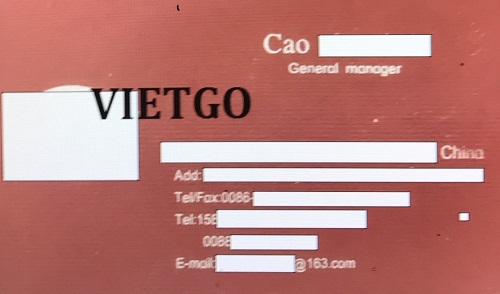 Cao
General manager
VIETGO
China
Add:
Tel/Fax:0086-
Tel:158
0086
E-mail: @163.com